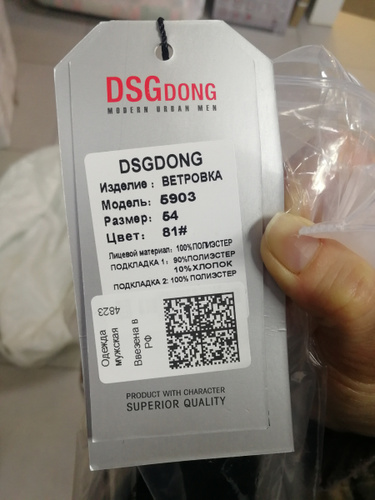 DSGDONG
MODERN URBAN MEN
DSGDONG
Изделие : ВЕТРОВКА
Модель: 5903
Размер: 54
Цвет: 81#
Лицевой материал: 100%ПОЛИЭСТЕР
ПОДКЛАДКА 1: 90%ПОЛИЭСТЕР
10%ХЛОПОК
ПОДКЛАДКА 2: 100% ПОЛИЭСТЕР
4823
Одежда
мужская
Ввезена в
РФ
PRODUCT WITH CHARACTER
SUPERIOR QUALITY